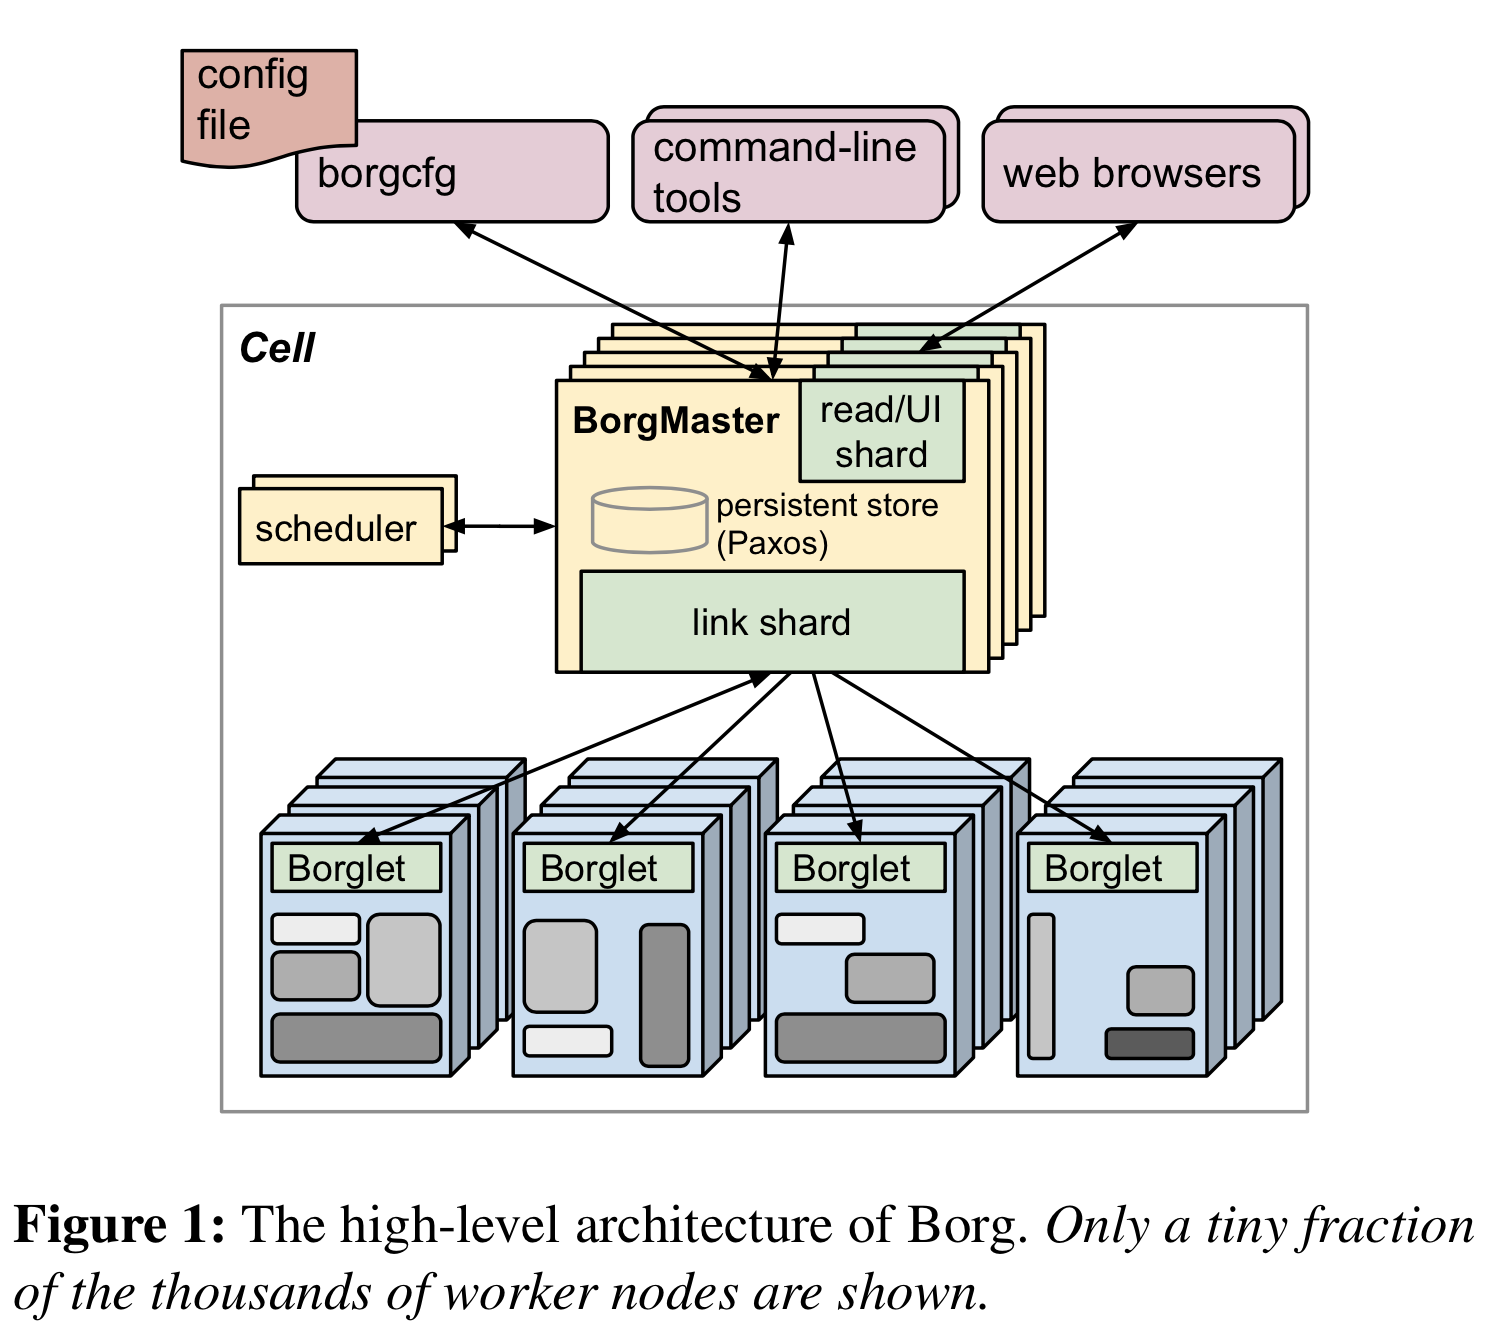 config
file
borgcfg
command-line
tools
web browsers
Cell
BorgMaster
read/UI
shard
persistent store
(Paxos)
scheduler
link shard
Borglet
Borglet
Borglet
Borglet
Figure 1: The high-level architecture of Borg. Only a tiny fraction
of the thousands of worker nodes are shown.